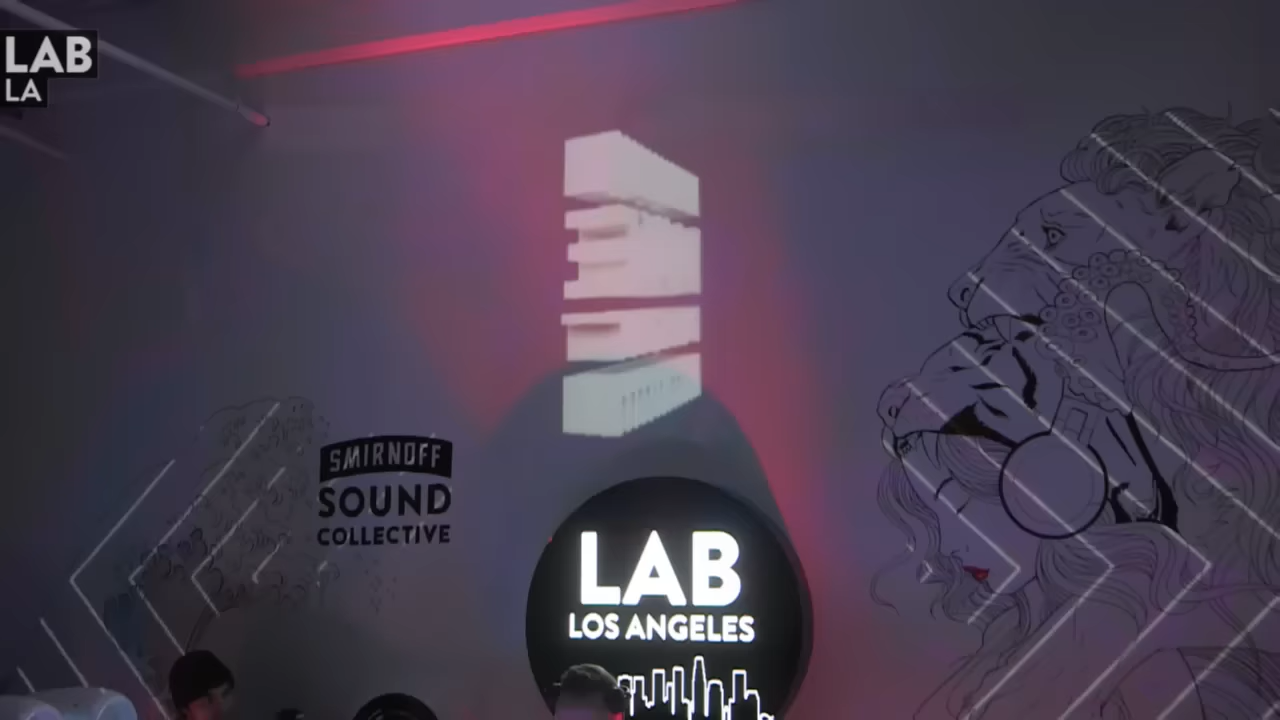 LAB
LA
SMIRNOFF
SOUND
COLLECTIVE
LAB
LOS ANGELES